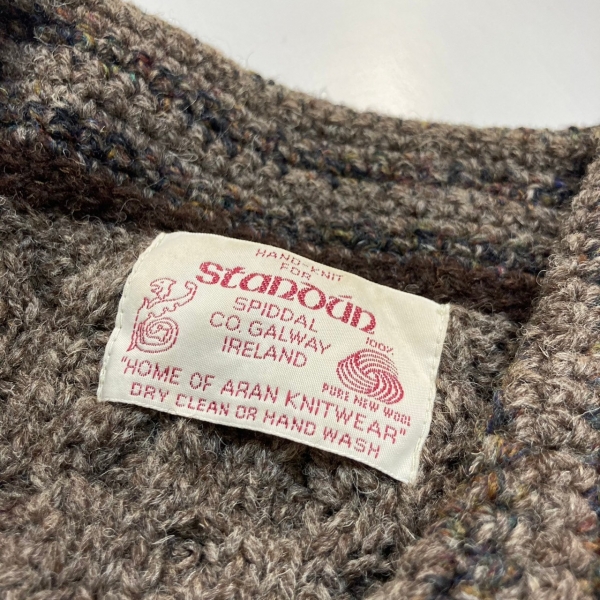 HAND-KNIT
FOR
Standún
SPIDDAL
CO. GALWAY
IRELAND
100%
PURE NEW WOOL
"HOME OF ARAN KNITWEAR"
DRY CLEAN OR HAND WASH